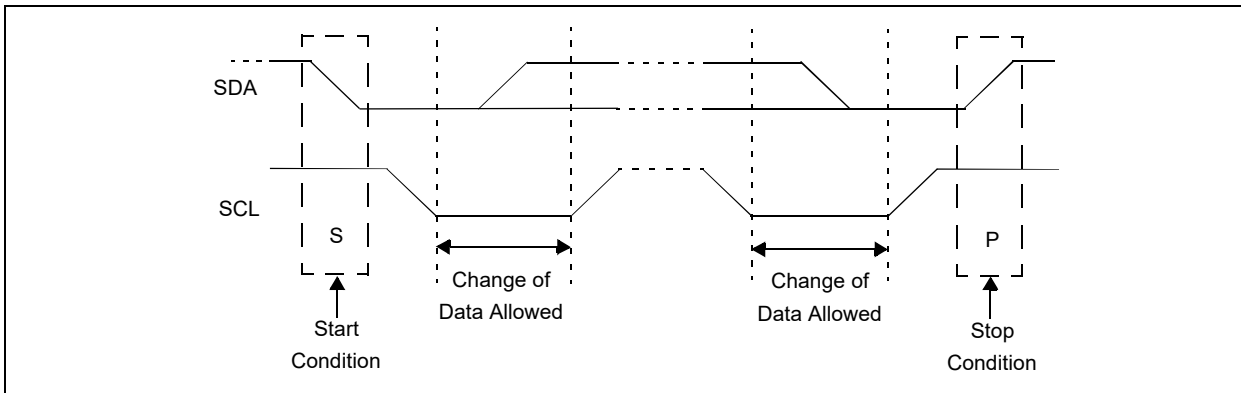 SDA
SCL
S
P
Change of
Data Allowed
Change of
Data Allowed
Start
Condition
Stop
Condition